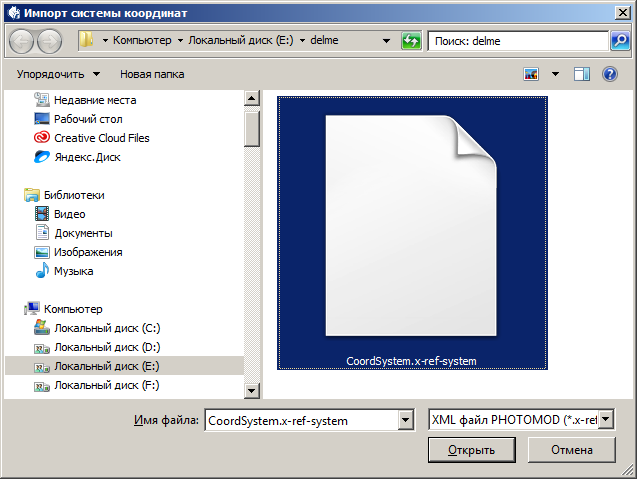 Импорт системы координат
Компьютер Локальный диск (E:) delme
Поиск: delme
Упорядочить Новая папка
Недавние места
Рабочий стол
Creative Cloud Files
Яндекс.Диск
Библиотеки
Видео
Документы
Изображения
Музыка
Компьютер
Локальный диск (C:)
Локальный диск (D:)
Локальный диск (E:)
Локальный диск (F:)
CoordSystem.x-ref-system
Имя файла: CoordSystem.x-ref-system
XML файл PHOTOMOD (*.x-ref
Открыть Отмена